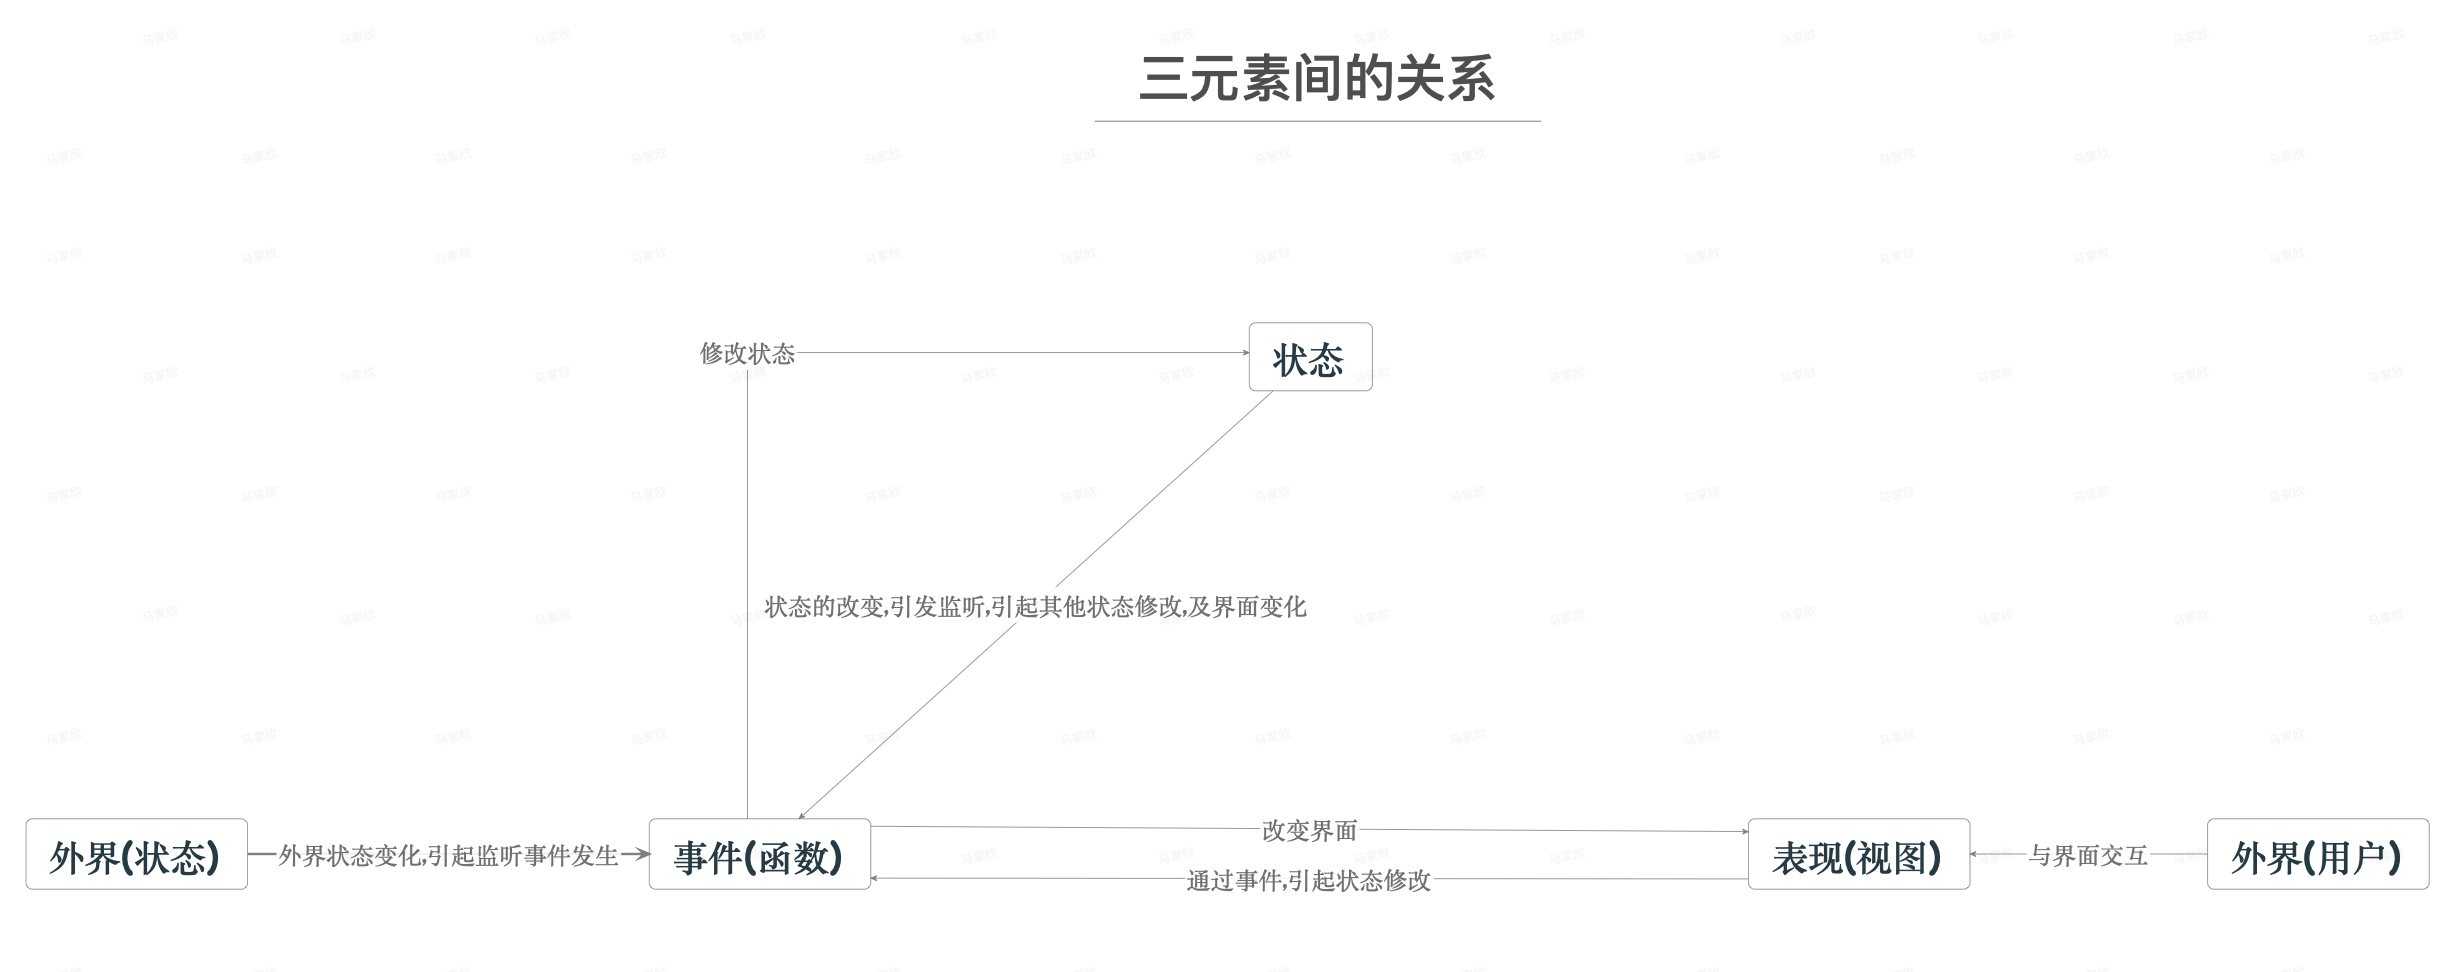 三元素间的关系
修改状态
状态
状态的改变,引发监听,引起其他状态修改,及界面变化
外界(状态)
外界状态变化,引起监听事件发生
事件(函数)
改变界面
通过事件,引起状态修改
表现(视图)
与界面交互
外界(用户)
马家欣